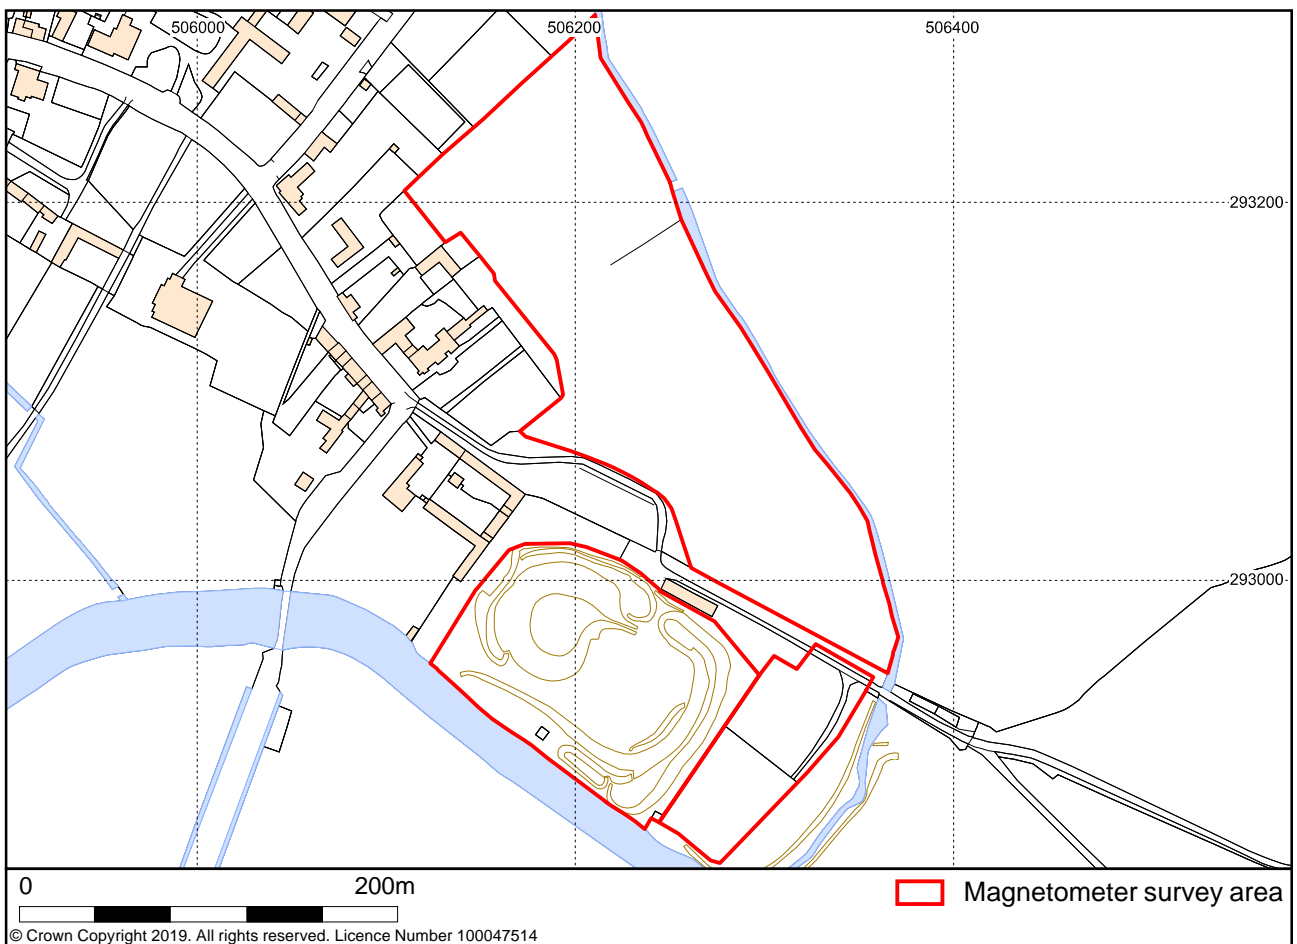 506000 506200 506400
293200
293000
0 200m
Magnetometer survey area
© Crown Copyright 2019. All rights reserved. Licence Number 100047514